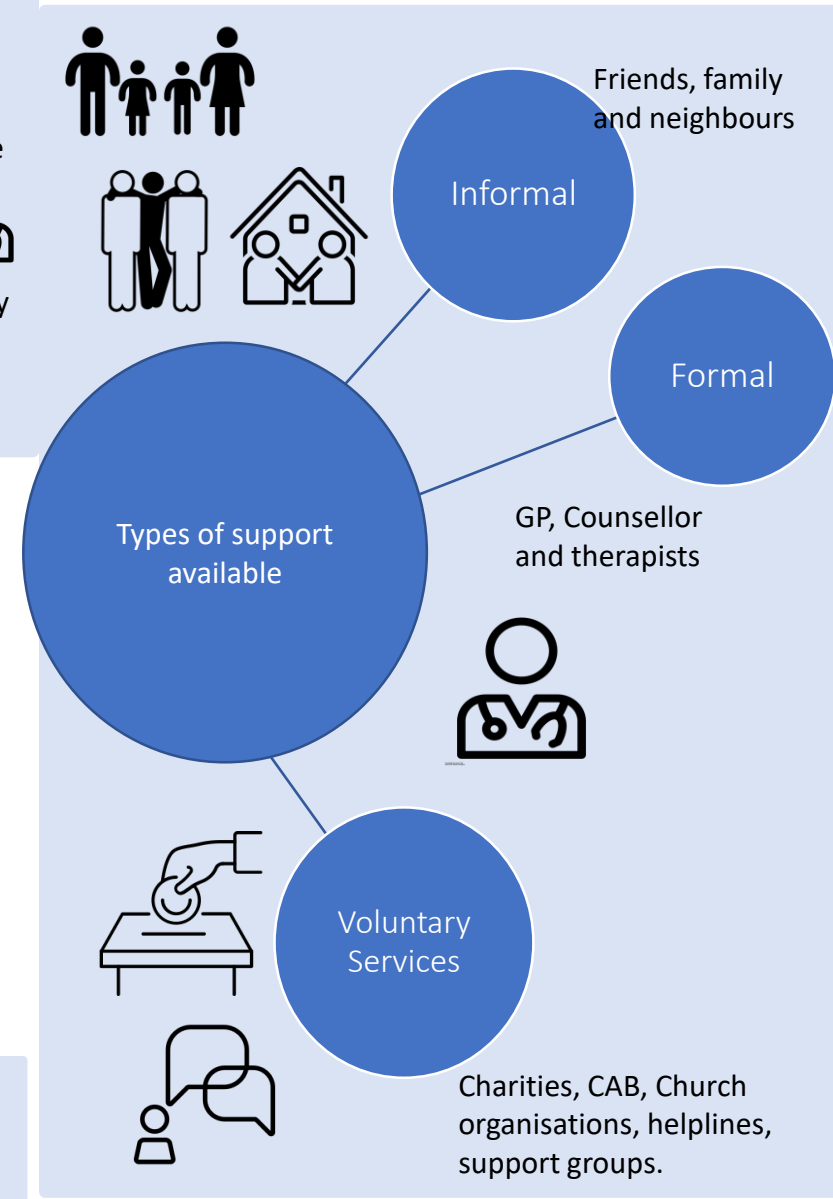 e
y
Friends, family
and neighbours
Informal
Formal
Types of support
available
GP, Counsellor
and therapists
Voluntary
Services
Charities, CAB, Church
organisations, helplines,
support groups.